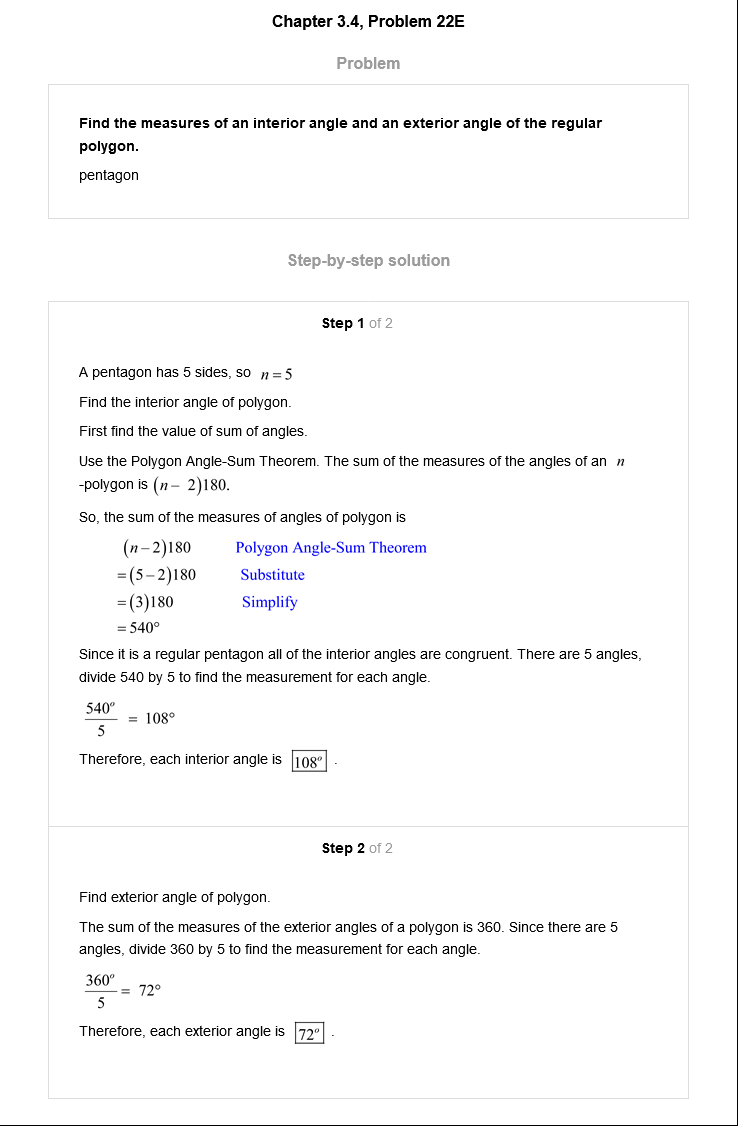 Chapter 3.4, Problem 22E
Problem
Find the measures of an interior angle and an exterior angle of the regular
polygon.
pentagon
Step-by-step solution
Step 1 of 2
A pentagon has 5 sides, so n = 5
Find the interior angle of polygon.
First find the value of sum of angles.
Use the Polygon Angle-Sum Theorem. The sum of the measures of the angles of an n
-polygon is (n − 2)180.
So, the sum of the measures of angles of polygon is
(n − 2)180 Polygon Angle-Sum Theorem
= (5 − 2)180 Substitute
= (3)180 Simplify
= 540°
Since it is a regular pentagon all of the interior angles are congruent. There are 5 angles,
divide 540 by 5 to find the measurement for each angle.
540°/5 = 108°
Therefore, each interior angle is 108° .
Step 2 of 2
Find exterior angle of polygon.
The sum of the measures of the exterior angles of a polygon is 360. Since there are 5
angles, divide 360 by 5 to find the measurement for each angle.
360°/5 = 72°
Therefore, each exterior angle is 72° .